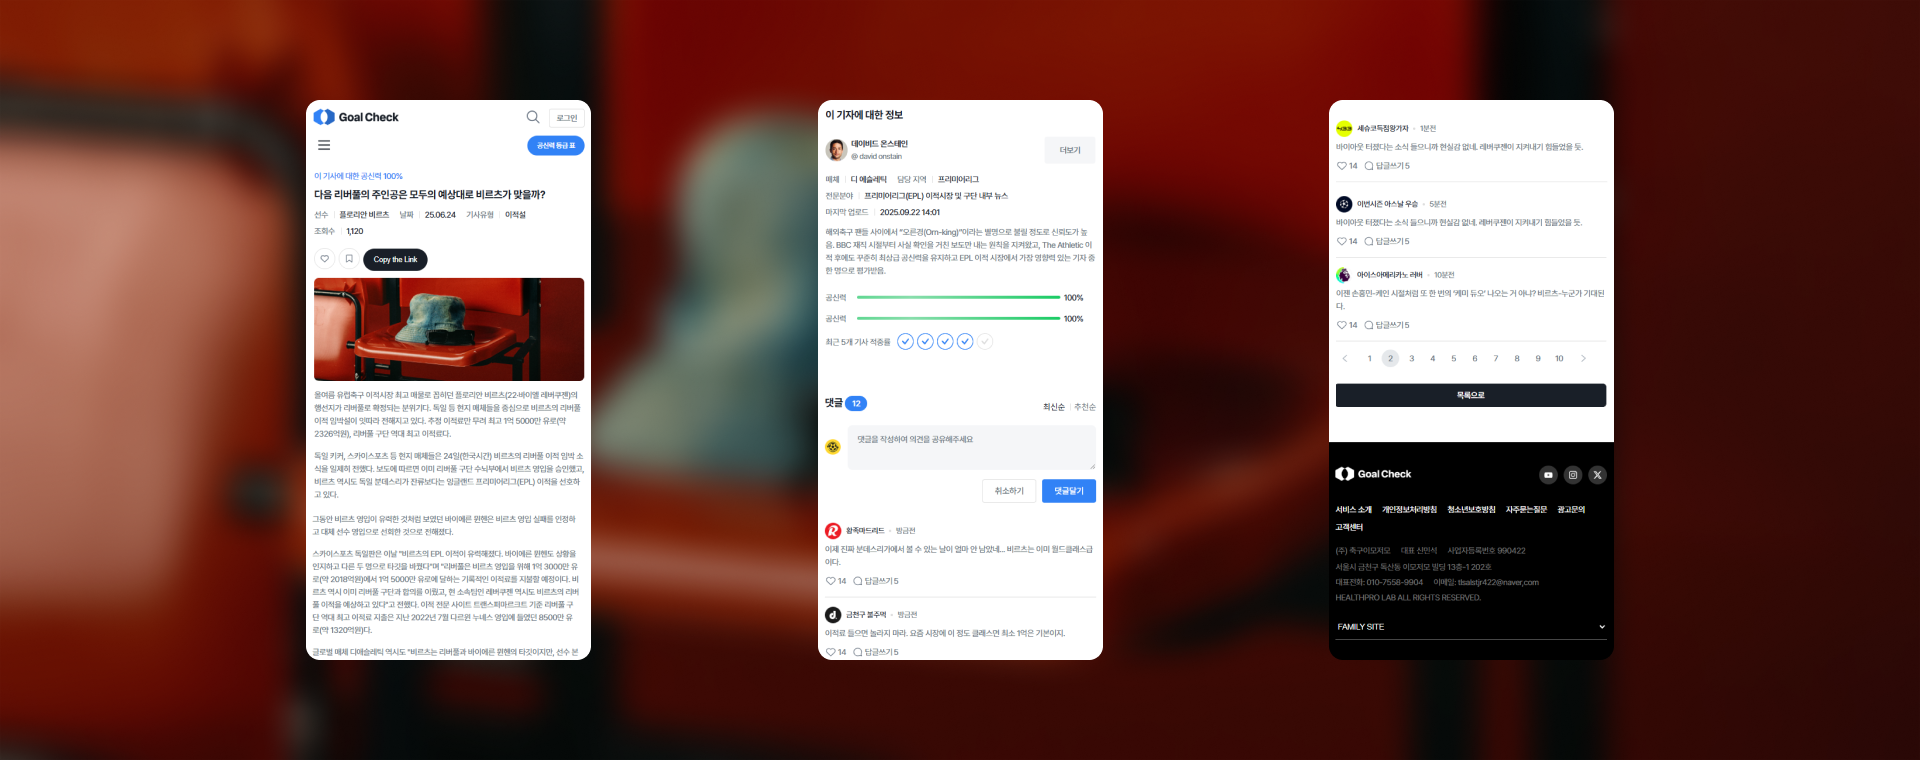 Goal Check
로그인
공신력 등급 표
이 기사에 대한 공신력 100%
다음 리버풀의 주인공은 모두의 예상대로 비르츠가 맞을까?
선수 플로리안 비르츠 날짜 25.06.24 기사유형 이적설
조회수 1,120
Copy the Link
올여름 유럽축구 이적시장 최고 매물로 꼽히던 플로리안 비르츠(22·바이엘 레버쿠젠)의
행선지가 리버풀로 확정되는 분위기다. 독일 등 현지 매체들을 중심으로 비르츠의 리버풀
이적 임박설이 잇따라 전해지고 있다. 추정 이적료만 무려 최고 1억 5000만 유로(약
2326억원), 리버풀 구단 역대 최고 이적료다.
독일 키커, 스카이스포츠 등 현지 매체들은 24일(한국시간) 비르츠의 리버풀 이적 임박 소
식을 일제히 전했다. 보도에 따르면 이미 리버풀 구단 수뇌부에서 비르츠 영입을 승인했고,
비르츠 역시도 독일 분데스리가 잔류보다는 잉글랜드 프리미어리그(EPL) 이적을 선호하
고 있다.
그동안 비르츠 영입이 유력한 것처럼 보였던 바이에른 뮌헨은 비르츠 영입 실패를 인정하
고 대체 선수 영입으로 선회한 것으로 전해졌다.
스카이스포츠 독일판은 이날 "비르츠의 EPL 이적이 유력해졌다. 바이에른 뮌헨도 상황을
인지하고 다른 두 명으로 타깃을 바꿨다"며 "리버풀은 비르츠 영입을 위해 1억 3000만 유
로(약 2018억원)에서 1억 5000만 유로에 달하는 기록적인 이적료를 지불할 예정이다. 비
르츠 역시 이미 리버풀 구단과 합의를 이뤘고, 현 소속팀인 레버쿠젠 역시도 비르츠의 리버
풀 이적을 예상하고 있다"고 전했다. 이적 전문 사이트 트랜스퍼마르크트 기준 리버풀 구
단 역대 최고 이적료 지출은 지난 2022년 7월 다르윈 누녜스 영입에 들였던 8500만 유
로(약 1320억원)다.
글로벌 매체 디애슬레틱 역시도 "비르츠는 리버풀과 바이에른 뮌헨의 타깃이지만, 선수 본
이 기자에 대한 정보
데이비드 온스테인
@ david onstain
더보기
매체 디 애슬레틱 담당 지역 프리미어리그
전문분야 프리미어리그(EPL) 이적시장 및 구단 내부 뉴스
마지막 업로드 2025.09.22 14:01
해외축구 팬들 사이에서 "오른경(Orn-king)"이라는 별명으로 불릴 정도로 신뢰도가 높
음. BBC 재직 시절부터 사실 확인을 거친 보도만 내는 원칙을 지켜왔고, The Athletic 이
적 후에도 꾸준히 최상급 공신력을 유지하고 EPL 이적 시장에서 가장 영향력 있는 기자 중
한 명으로 평가받음.
공신력 100%
공신력 100%
최근 5개 기사 적중률
댓글 12
최신순 추천순
댓글을 작성하여 의견을 공유해주세요
취소하기 댓글달기
황족마드리드 · 방금전
이제 진짜 분데스리가에서 볼 수 있는 날이 얼마 안 남았네... 비르츠는 이미 월드클래스급
이다.
14 답글쓰기 5
금천구 불주먹 · 방금전
이적료 들으면 놀라지 마라. 요즘 시장에 이 정도 클래스면 최소 1억은 기본이지.
14 답글쓰기 5
세슈코득점왕가자 · 1분전
바이아웃 터졌다는 소식 들으니까 현실감 없네. 레버쿠젠이 지켜내기 힘들었을 듯.
14 답글쓰기 5
이번시즌 아스날 우승 · 5분전
바이아웃 터졌다는 소식 들으니까 현실감 없네. 레버쿠젠이 지켜내기 힘들었을 듯.
14 답글쓰기 5
아이스아메리카노 러버 · 10분전
이젠 손흥민-케인 시절처럼 또 한 번의 '케미 듀오' 나오는 거 아냐? 비르츠-누군가 기대된
다.
14 답글쓰기 5
1 2 3 4 5 6 7 8 9 10
목록으로
Goal Check
서비스 소개 개인정보처리방침 청소년보호방침 자주묻는질문 광고문의
고객센터
(주) 축구이모저모 대표 신민식 사업자등록번호 990422
서울시 금천구 독산동 이모저모 빌딩 13층-1 202호
대표전화: 010-7558-9904 이메일: tlsalstjr422@naver,com
HEALTHPRO LAB ALL RIGHTS RESERVED.
FAMILY SITE